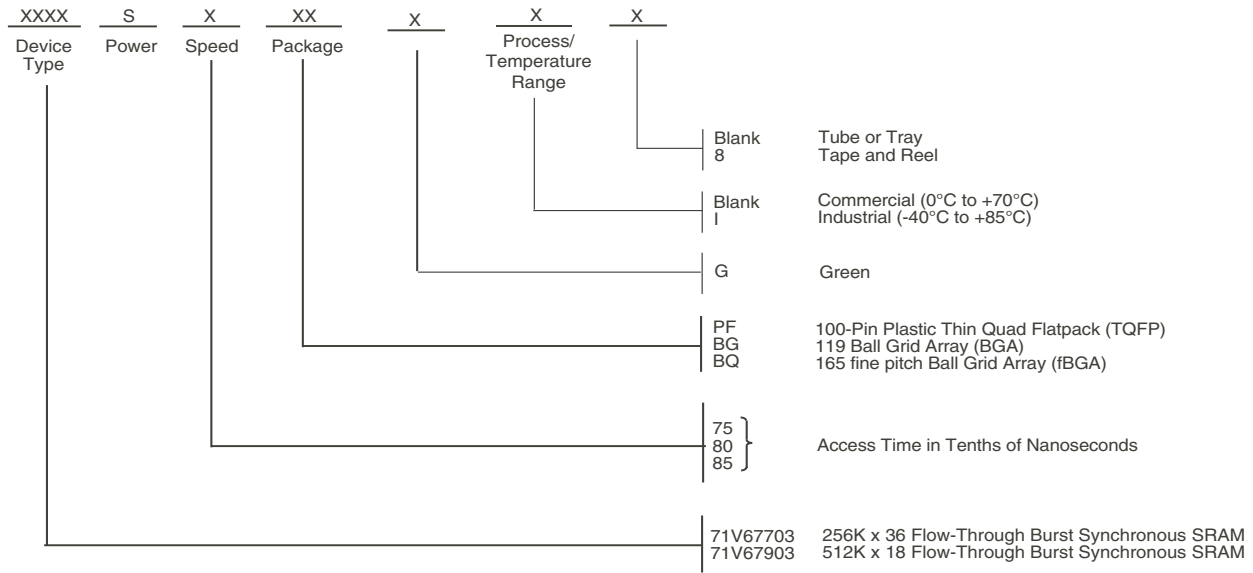 XXXX S X XX X X X
Device Type Power Speed Package Process/ Temperature Range
Blank Tube or Tray
8 Tape and Reel
Blank Commercial (0°C to +70°C)
I Industrial (-40°C to +85°C)
G Green
PF 100-Pin Plastic Thin Quad Flatpack (TQFP)
BG 119 Ball Grid Array (BGA)
BQ 165 fine pitch Ball Grid Array (fBGA)
75
80 Access Time in Tenths of Nanoseconds
85
71V67703 256K x 36 Flow-Through Burst Synchronous SRAM
71V67903 512K x 18 Flow-Through Burst Synchronous SRAM